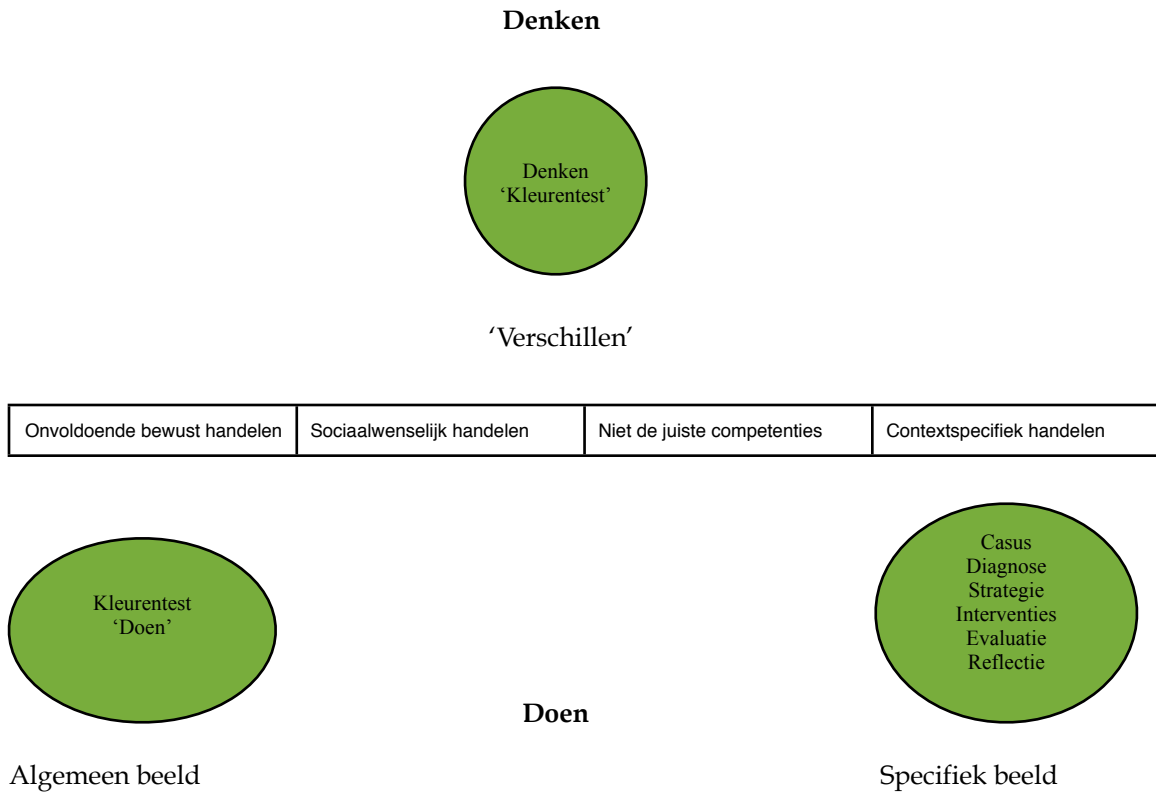 Denken
Denken
‘Kleurentest’
‘Verschillen’
Onvoldoende bewust handelen
Sociaalwenselijk handelen
Niet de juiste competenties
Contextspecifiek handelen
Kleurentest
‘Doen’
Casus
Diagnose
Strategie
Interventies
Evaluatie
Reflectie
Doen
Algemeen beeld
Specifiek beeld